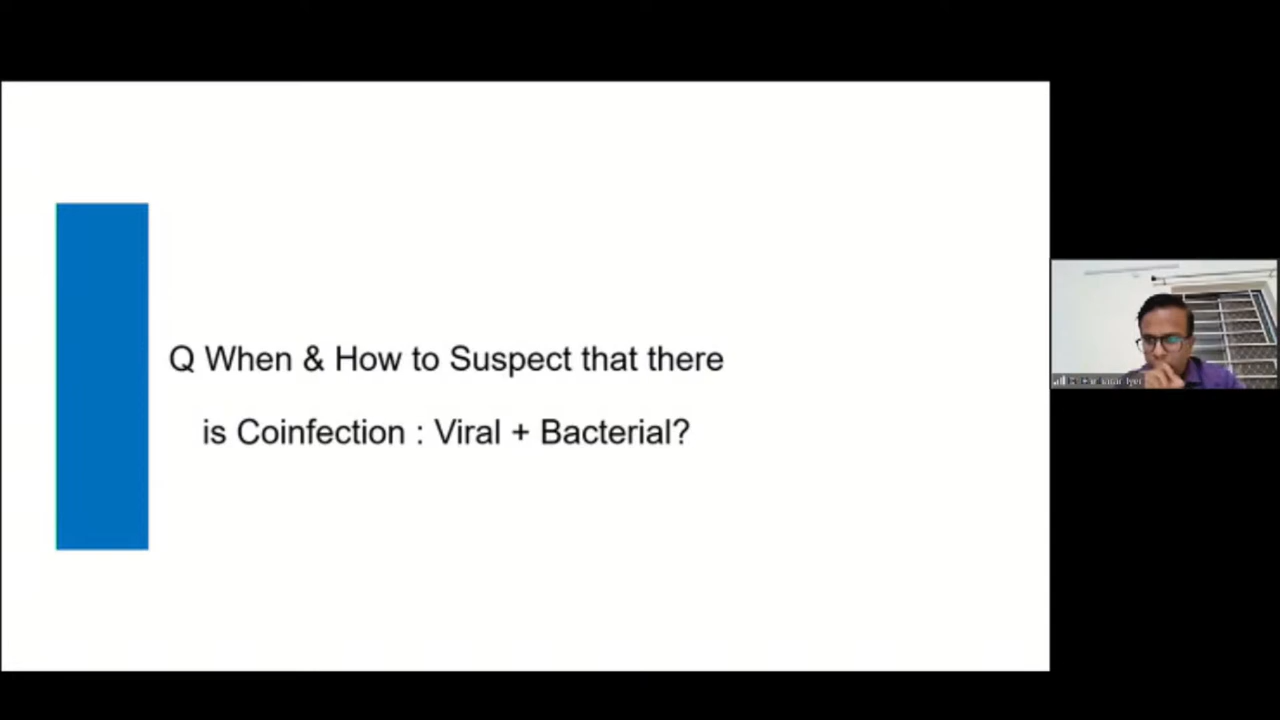 Q When & How to Suspect that there
is Coinfection : Viral + Bacterial?